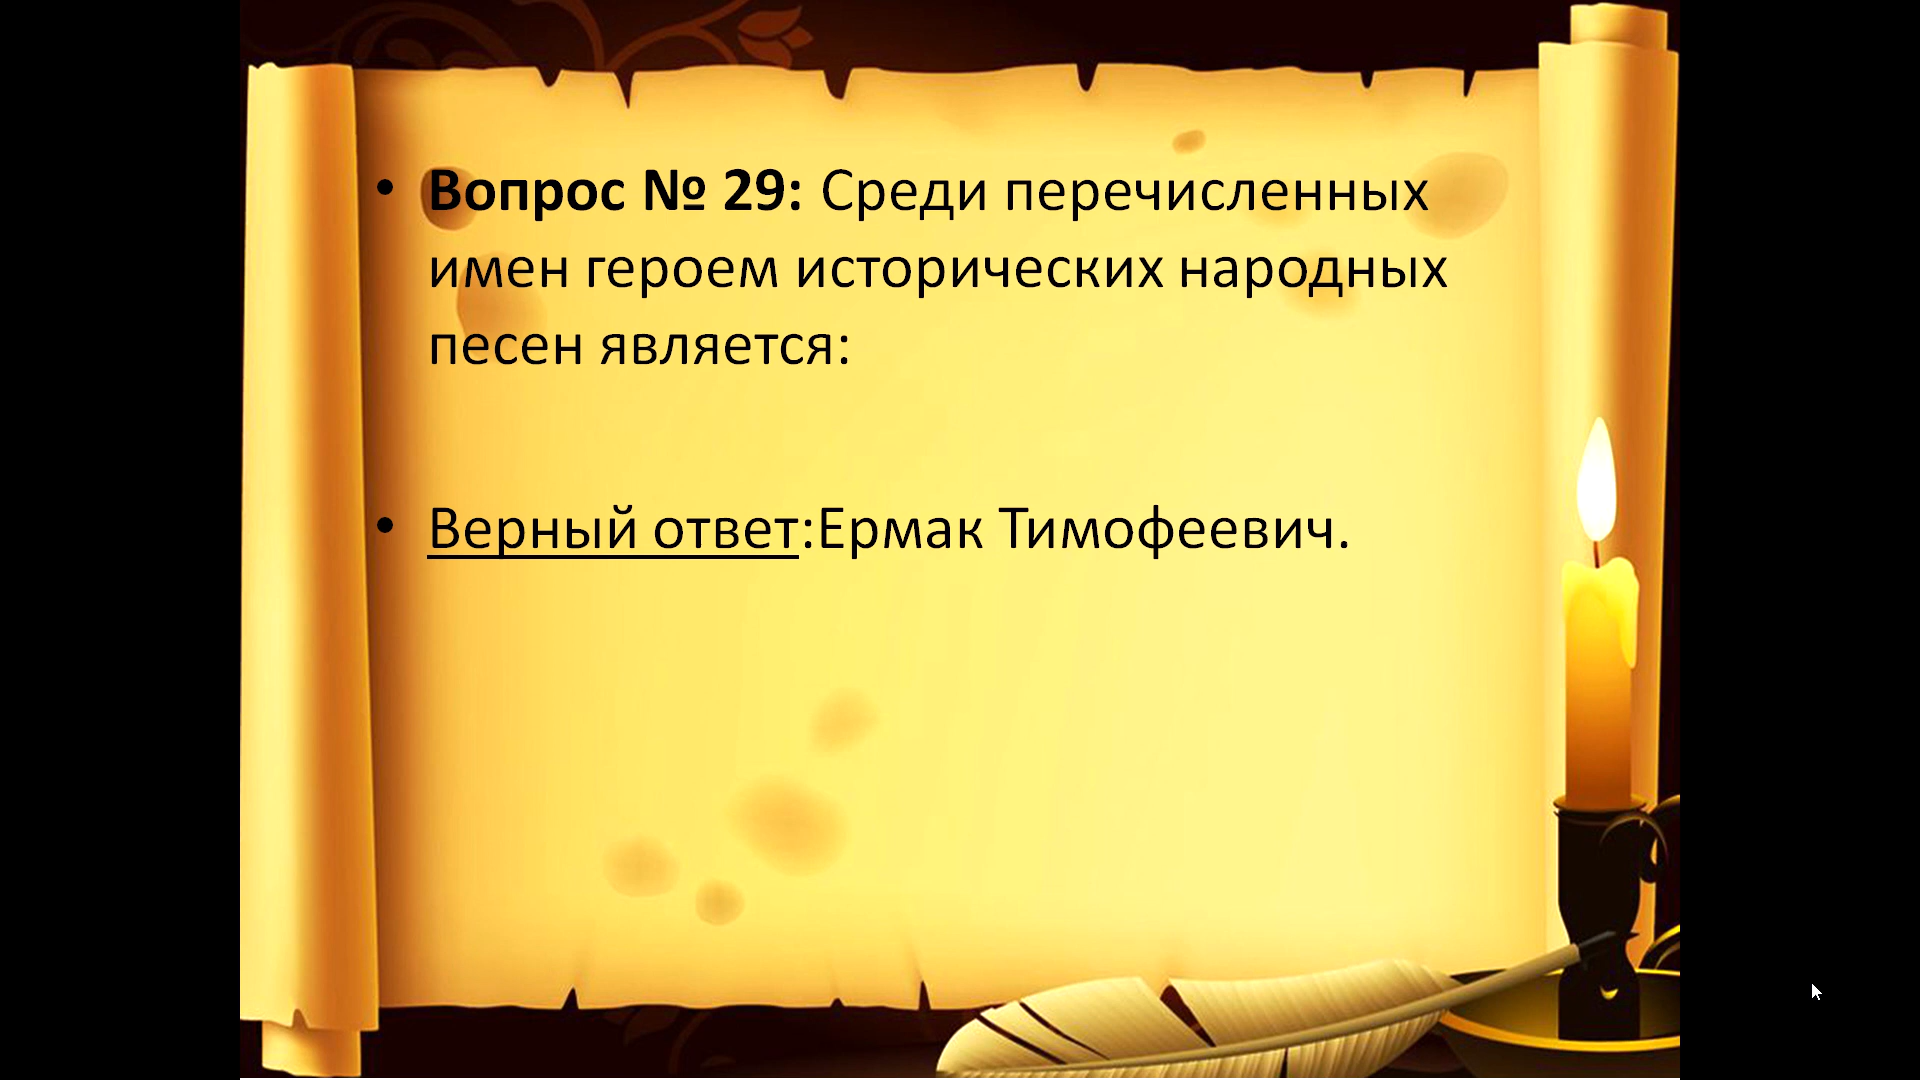 • Вопрос № 29: Среди перечисленных
имен героем исторических народных
песен является:
• Верный ответ:Ермак Тимофеевич.